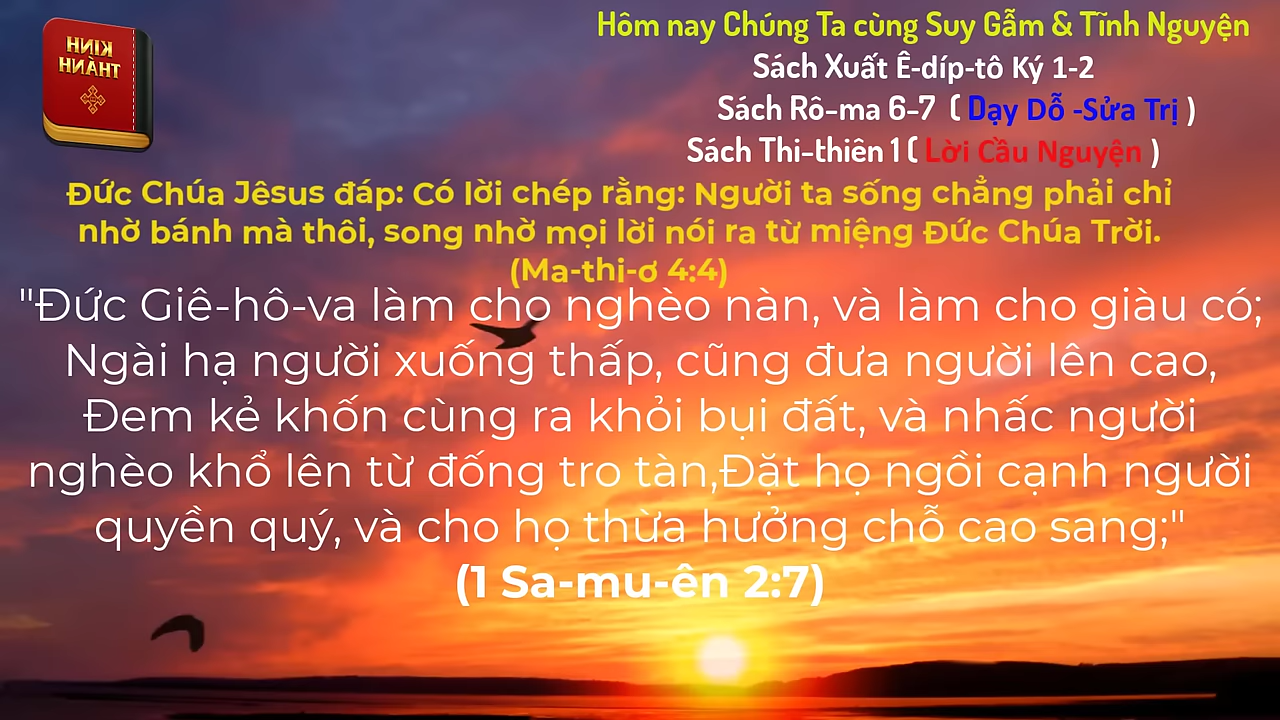 KINH
THÁNH
Hôm nay Chúng Ta cùng Suy Gẫm & Tĩnh Nguyện
Sách Xuất Ê-díp-tô Ký 1-2
Sách Rô-ma 6-7 ( Dạy Dỗ -Sửa Trị )
Sách Thi-thiên 1 ( Lời Cầu Nguyện )
Đức Chúa Jêsus đáp: Có lời chép rằng: Người ta sống chẳng phải chỉ
nhờ bánh mà thôi, song nhờ mọi lời nói ra từ miệng Đức Chúa Trời.
(Ma-thi-ơ 4:4)
"Đức Giê-hô-va làm cho nghèo nàn, và làm cho giàu có;
Ngài hạ người xuống thấp, cũng đưa người lên cao,
Đem kẻ khốn cùng ra khỏi bụi đất, và nhấc người
nghèo khổ lên từ đống tro tàn,Đặt họ ngồi cạnh người
quyền quý, và cho họ thừa hưởng chỗ cao sang;"
(1 Sa-mu-ên 2:7)